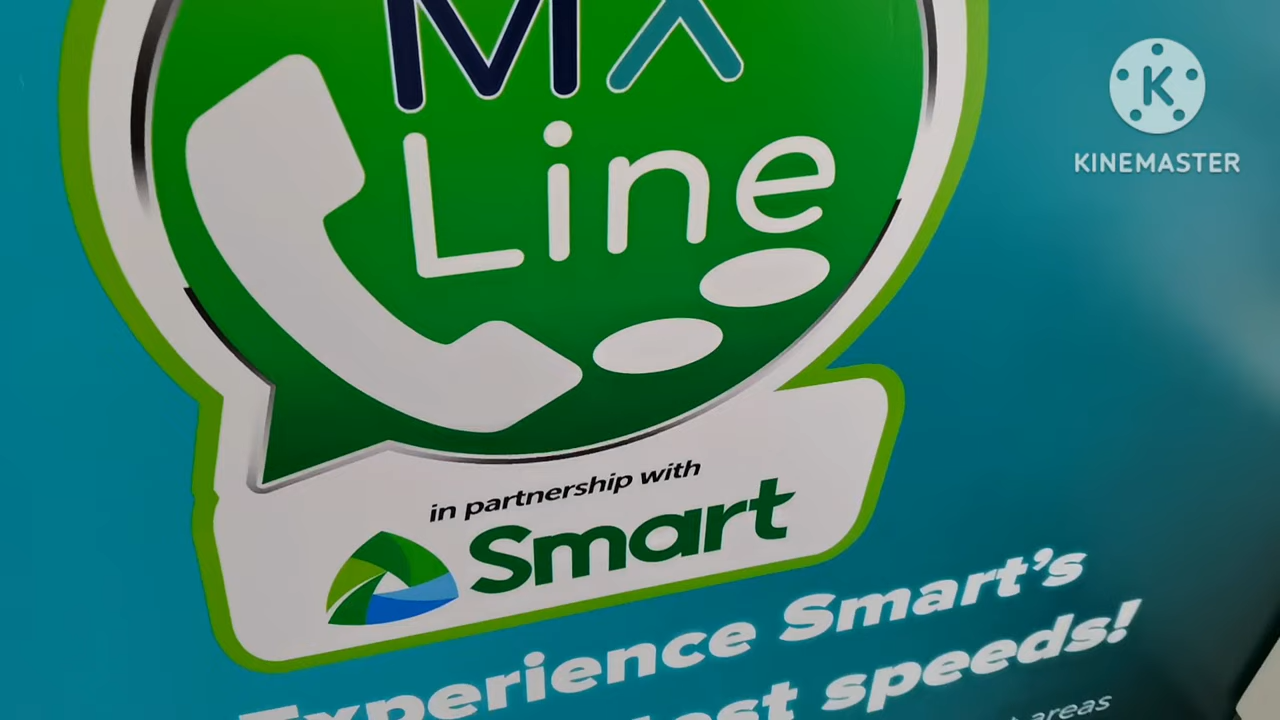 Mx
Line
in partnership with
Smart
Experience Smart's
speeds!
areas
K
KINEMASTER